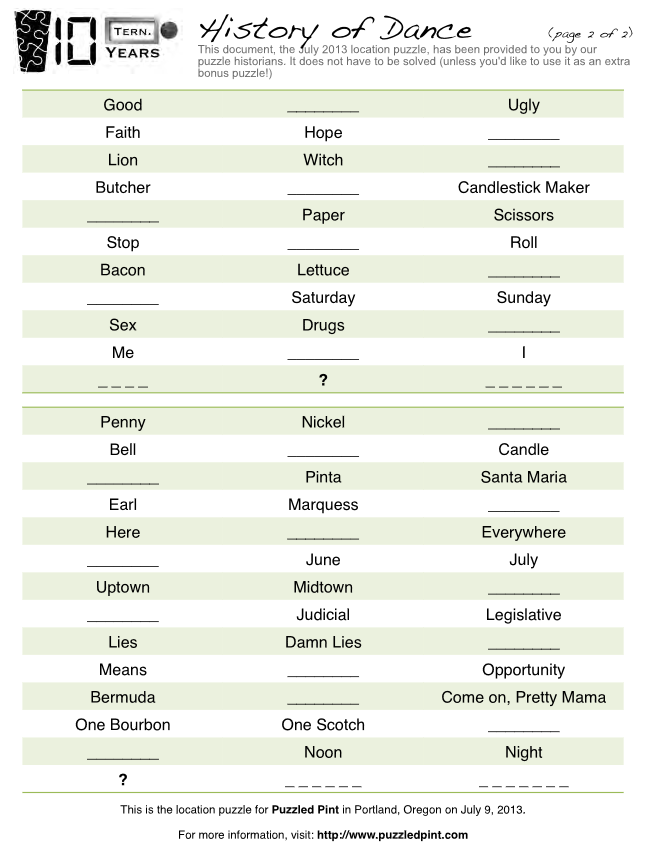 10 TERN. YEARS
History of Dance (page 2 of 2)
This document, the July 2013 location puzzle, has been provided to you by our
puzzle historians. It does not have to be solved (unless you'd like to use it as an extra
bonus puzzle!)
Good ________ Ugly
Faith Hope ________
Lion Witch ________
Butcher ________ Candlestick Maker
________ Paper Scissors
Stop ________ Roll
Bacon Lettuce ________
________ Saturday Sunday
Sex Drugs ________
Me ________ I
_ _ _ _ ? _ _ _ _ _ _
Penny Nickel ________
Bell ________ Candle
________ Pinta Santa Maria
Earl Marquess ________
Here ________ Everywhere
________ June July
Uptown Midtown ________
________ Judicial Legislative
Lies Damn Lies ________
Means ________ Opportunity
Bermuda ________ Come on, Pretty Mama
One Bourbon One Scotch ________
________ Noon Night
? _ _ _ _ _ _ _ _ _ _ _ _ _
This is the location puzzle for Puzzled Pint in Portland, Oregon on July 9, 2013.
For more information, visit: http://www.puzzledpint.com